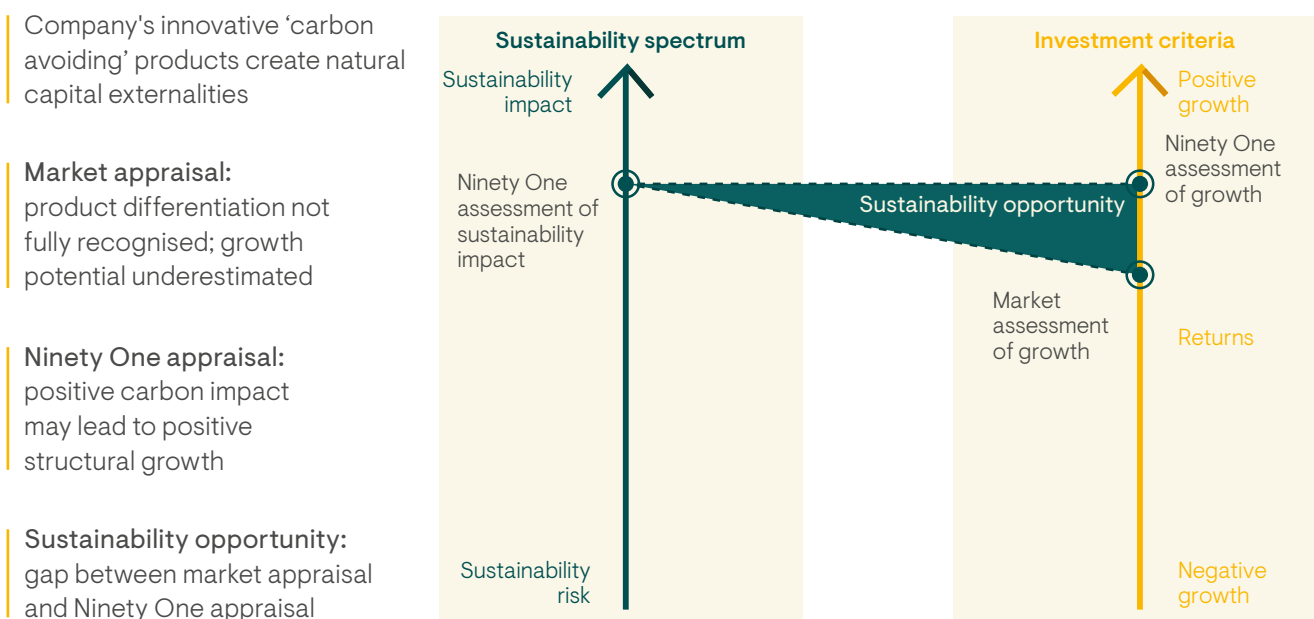 Company's innovative ‘carbon
avoiding’ products create natural
capital externalities
Market appraisal:
product differentiation not
fully recognised; growth
potential underestimated
Ninety One appraisal:
positive carbon impact
may lead to positive
structural growth
Sustainability opportunity:
gap between market appraisal
and Ninety One appraisal
Sustainability spectrum
Sustainability
impact
Ninety One
assessment of
sustainability
impact
Sustainability
risk
Sustainability opportunity
Investment criteria
Positive
growth
Ninety One
assessment
of growth
Market
assessment
of growth
Returns
Negative
growth